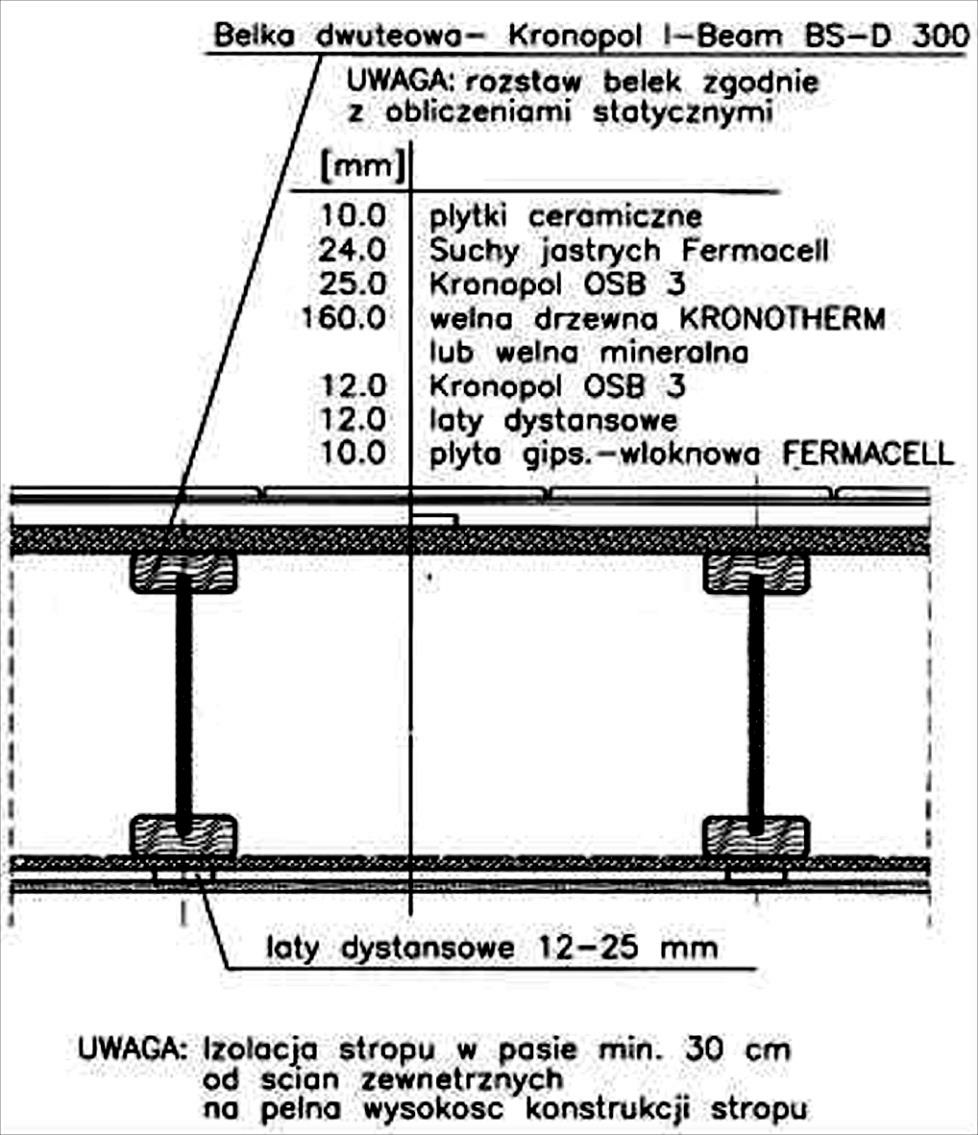 Belka dwuteowa- Kronopol I-Beam BS-D 300
UWAGA: rozstaw belek zgodnie
z obliczeniami statycznymi
[mm]
10.0 plytki ceramiczne
24.0 Suchy jastrych Fermacell
25.0 Kronopol OSB 3
160.0 welna drzewna KRONOTHERM
lub welna mineralna
12.0 Kronopol OSB 3
12.0 laty dystansowe
10.0 plyta gips.-wloknowa FERMACELL
laty dystansowe 12-25 mm
UWAGA: Izolacja stropu w pasie min. 30 cm
od scian zewnetrznych
na pelna wysokosc konstrukcji stropu